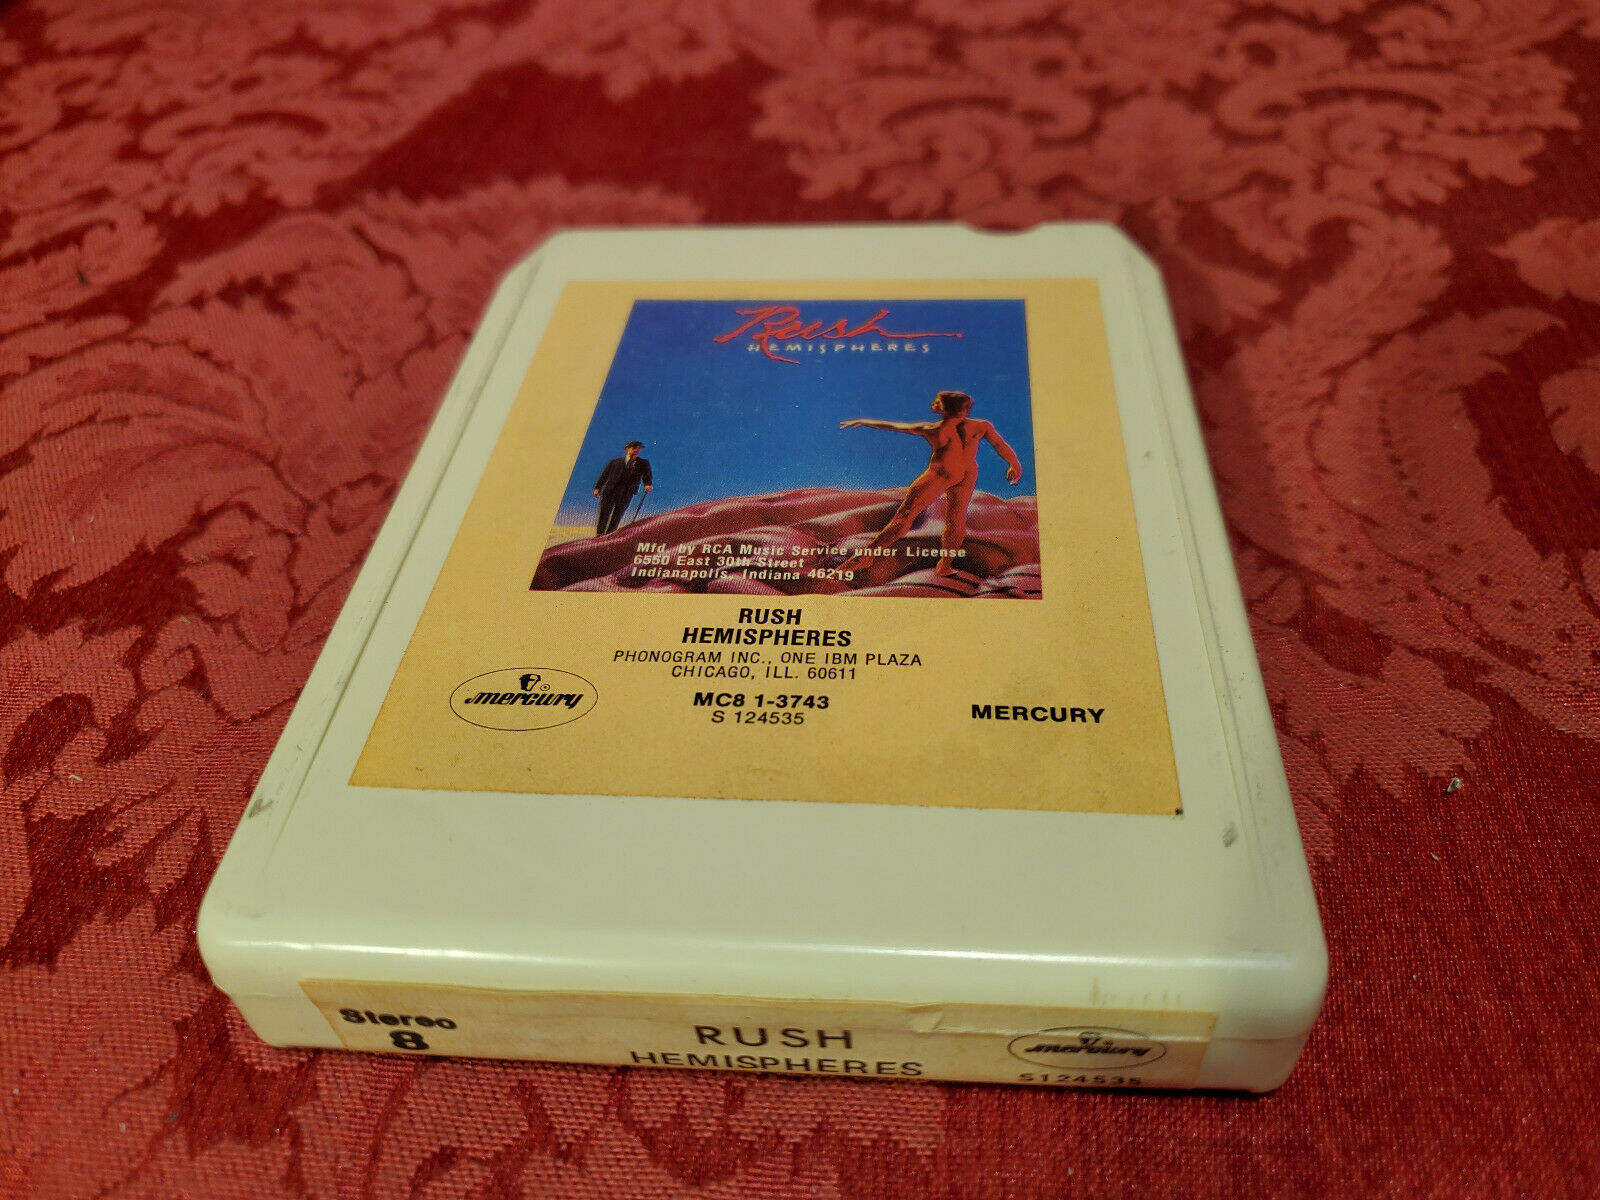 Rush
HEMISPHERES
Mfd. by RCA Music Service under License
6550 East 30th Street
Indianapolis, Indiana 46219
RUSH
HEMISPHERES
PHONOGRAM INC., ONE IBM PLAZA
CHICAGO, ILL. 60611
mercury
MC8 1-3743
S 124535
MERCURY
Stereo
8
RUSH
HEMISPHERES
mercury
S124535